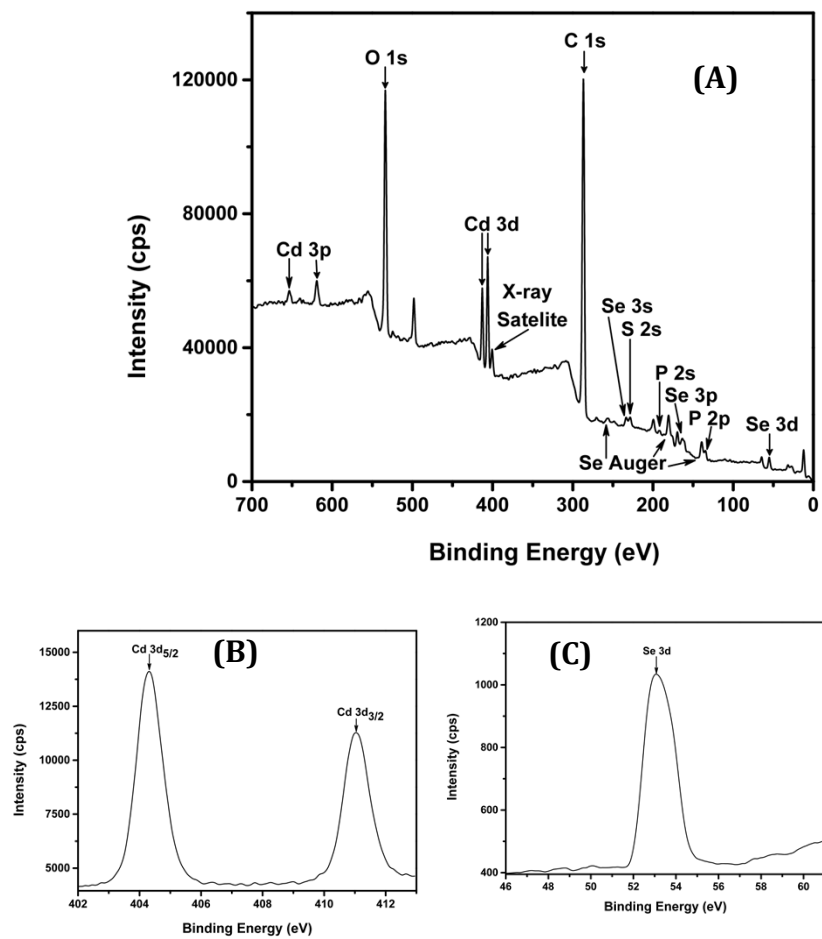 C 1s
O 1s
(A)
120000
80000
40000
0
Intensity (cps)
Cd 3p
Cd 3d
X-ray
Satelite
Se 3s
S 2s
P 2s
Se 3p
P 2p
Se 3d
Se Auger
700 600 500 400 300 200 100 0
Binding Energy (eV)
(B)
Cd 3d5/2
Cd 3d3/2
15000
12500
10000
7500
5000
Intensity (cps)
402 404 406 408 410 412
Binding Energy (eV)
(C)
Se 3d
1200
1000
800
600
400
Intensity (cps)
46 48 50 52 54 56 58 60
Binding Energy (eV)